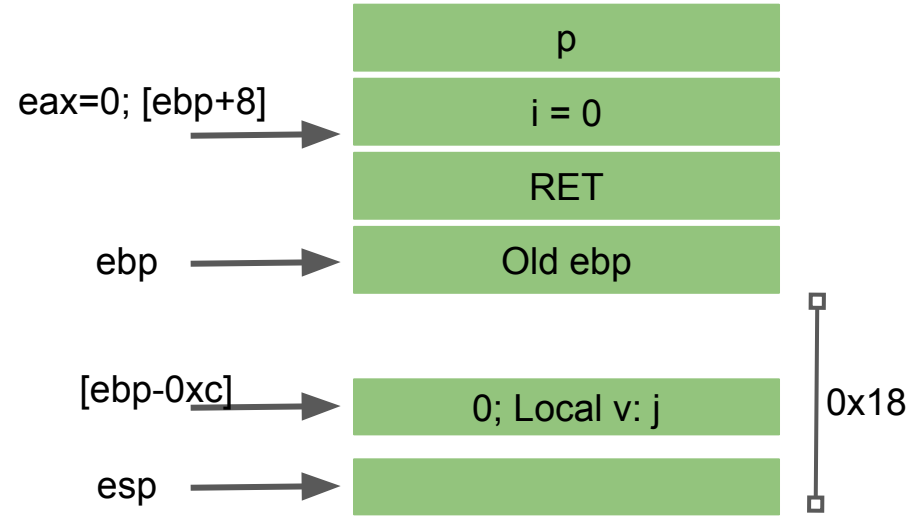 p
eax=0; [ebp+8]
i = 0
RET
ebp
Old ebp
[ebp-0xc]
0; Local v: j
0x18
esp